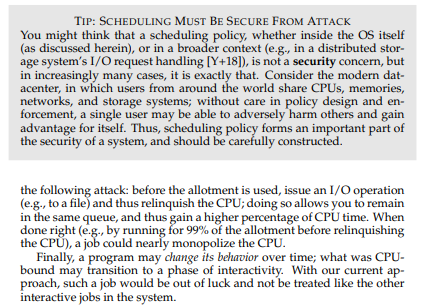 TIP: SCHEDULING MUST BE SECURE FROM ATTACK
You might think that a scheduling policy, whether inside the OS itself
(as discussed herein), or in a broader context (e.g., in a distributed stor-
age system's I/O request handling [Y+18]), is not a security concern, but
in increasingly many cases, it is exactly that. Consider the modern dat-
acenter, in which users from around the world share CPUs, memories,
networks, and storage systems; without care in policy design and en-
forcement, a single user may be able to adversely harm others and gain
advantage for itself. Thus, scheduling policy forms an important part of
the security of a system, and should be carefully constructed.
the following attack: before the allotment is used, issue an I/O operation
(e.g., to a file) and thus relinquish the CPU; doing so allows you to remain
in the same queue, and thus gain a higher percentage of CPU time. When
done right (e.g., by running for 99% of the allotment before relinquishing
the CPU), a job could nearly monopolize the CPU.
Finally, a program may change its behavior over time; what was CPU-
bound may transition to a phase of interactivity. With our current ap-
proach, such a job would be out of luck and not be treated like the other
interactive jobs in the system.